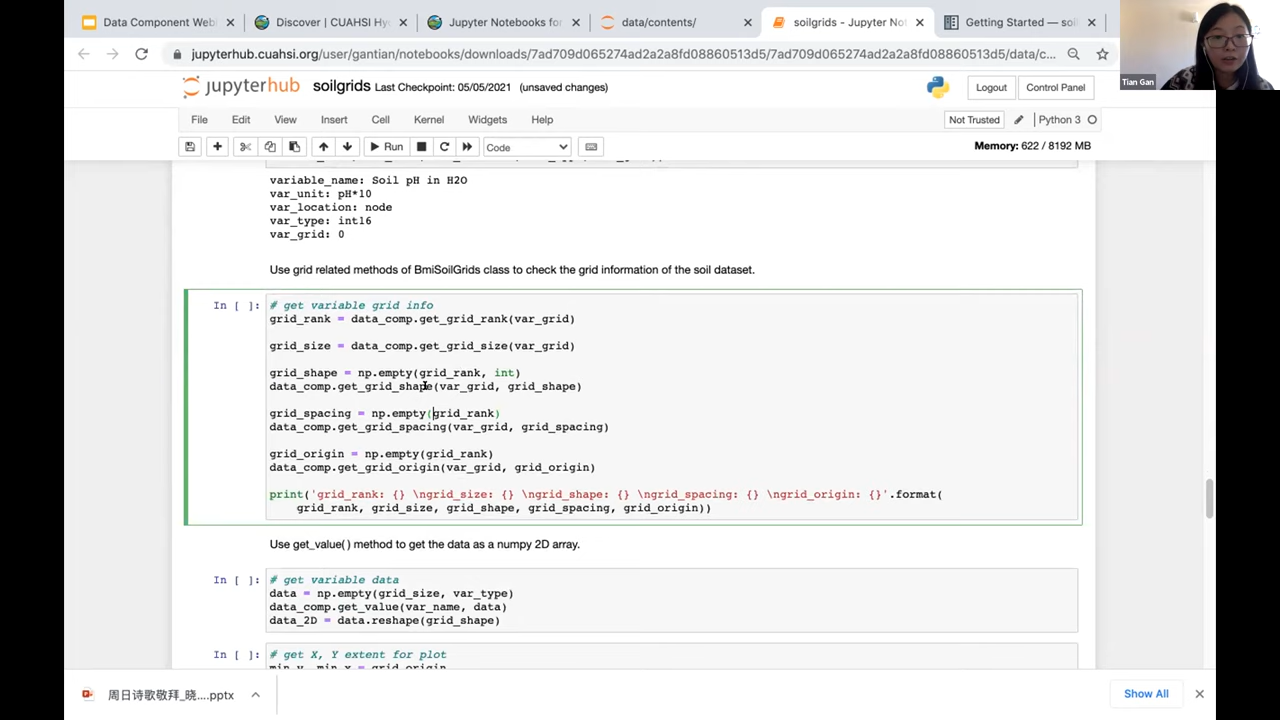 Data Component Web
Discover | CUAHSI Hy
Jupyter Notebooks for
data/contents/
soilgrids - Jupyter Not
Getting Started — soi
jupyterhub.cuahsi.org/user/gantian/notebooks/downloads/7ad709d065274ad2a2a8fd08860513d5/7ad709d065274ad2a2a8fd08860513d5/data/c...
Tian Gan
jupyterhub soilgrids Last Checkpoint: 05/05/2021 (unsaved changes)
Logout Control Panel
File Edit View Insert Cell Kernel Widgets Help
Not Trusted Python 3
Run Code Memory: 622 / 8192 MB
variable_name: Soil pH in H2O
var_unit: pH*10
var_location: node
var_type: int16
var_grid: 0
Use grid related methods of BmiSoilGrids class to check the grid information of the soil dataset.
In [ ]: # get variable grid info
grid_rank = data_comp.get_grid_rank(var_grid)
grid_size = data_comp.get_grid_size(var_grid)
grid_shape = np.empty(grid_rank, int)
data_comp.get_grid_shape(var_grid, grid_shape)
grid_spacing = np.empty(grid_rank)
data_comp.get_grid_spacing(var_grid, grid_spacing)
grid_origin = np.empty(grid_rank)
data_comp.get_grid_origin(var_grid, grid_origin)
print('grid_rank: {} \ngrid_size: {} \ngrid_shape: {} \ngrid_spacing: {} \ngrid_origin: {}'.format(
grid_rank, grid_size, grid_shape, grid_spacing, grid_origin))
Use get_value( ) method to get the data as a numpy 2D array.
In [ ]: # get variable data
data = np.empty(grid_size, var_type)
data_comp.get_value(var_name, data)
data_2D = data.reshape(grid_shape)
In [ ]: # get X, Y extent for plot
min_y, min_x = grid_origin
周日诗歌敬拜_晓....pptx
Show All